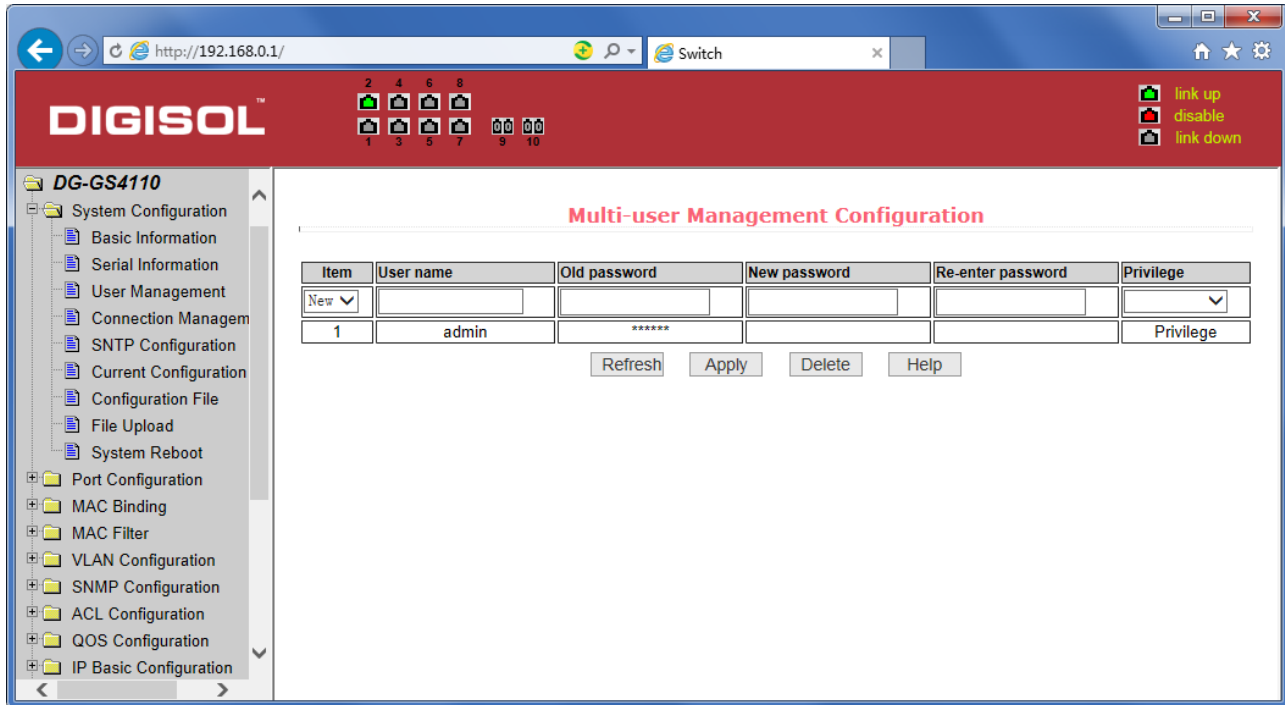 http://192.168.0.1/
Switch
DIGISOL™
2 4 6 8
1 3 5 7 9 10
link up
disable
link down
DG-GS4110
System Configuration
Basic Information
Serial Information
User Management
Connection Managem
SNTP Configuration
Current Configuration
Configuration File
File Upload
System Reboot
Port Configuration
MAC Binding
MAC Filter
VLAN Configuration
SNMP Configuration
ACL Configuration
QOS Configuration
IP Basic Configuration
Multi-user Management Configuration
Item User name Old password New password Re-enter password Privilege
New
1 admin ****** Privilege
Refresh Apply Delete Help